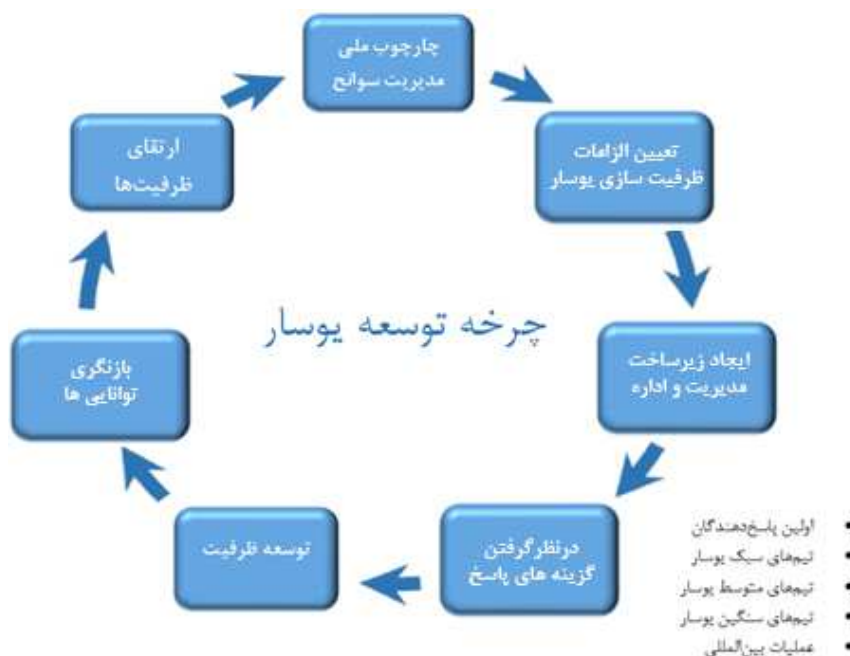 چارچوب ملی
مدیریت سوانح
تعیین الزامات
ظرفیت سازی یوسار
ایجاد زیرساخت
مدیریت و اداره
درنظرگرفتن
گزینه های پاسخ
توسعه ظرفیت
بازنگری
توانایی ها
ارتقای
ظرفیت‌ها
چرخه توسعه یوسار
• اولین پاسخ‌دهندگان
• تیم‌های سبک یوسار
• تیم‌های متوسط یوسار
• تیم‌های سنگین یوسار
• عملیات بین‌المللی